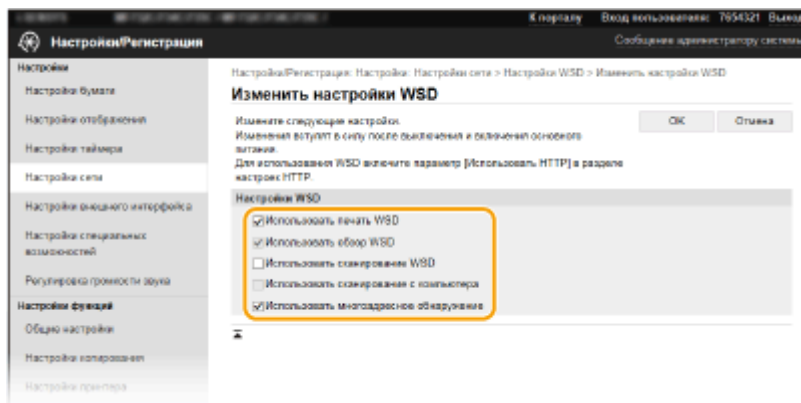 К порталу Вход пользователя: 7654321 Выход
Настройки/Регистрация
Сообщение администратору системы
Настройки
Настройки бумаги
Настройки отображения
Настройки таймера
Настройки сети
Настройки внешнего интерфейса
Настройки специальных
возможностей
Регулировка громкости звука
Настройки функций
Общие настройки
Настройки копирования
Настройки принтера
Настройки/Регистрация: Настройки: Настройки сети > Настройки WSD > Изменить настройки WSD
Изменить настройки WSD
Измените следующие настройки.
Изменения вступят в силу после выключения и включения основного
питания.
Для использования WSD включите параметр [Использовать HTTP] в разделе
настроек HTTP.
OK Отмена
Настройки WSD
Использовать печать WSD
Использовать обзор WSD
Использовать сканирование WSD
Использовать сканирование с компьютера
Использовать многоадресное обнаружение